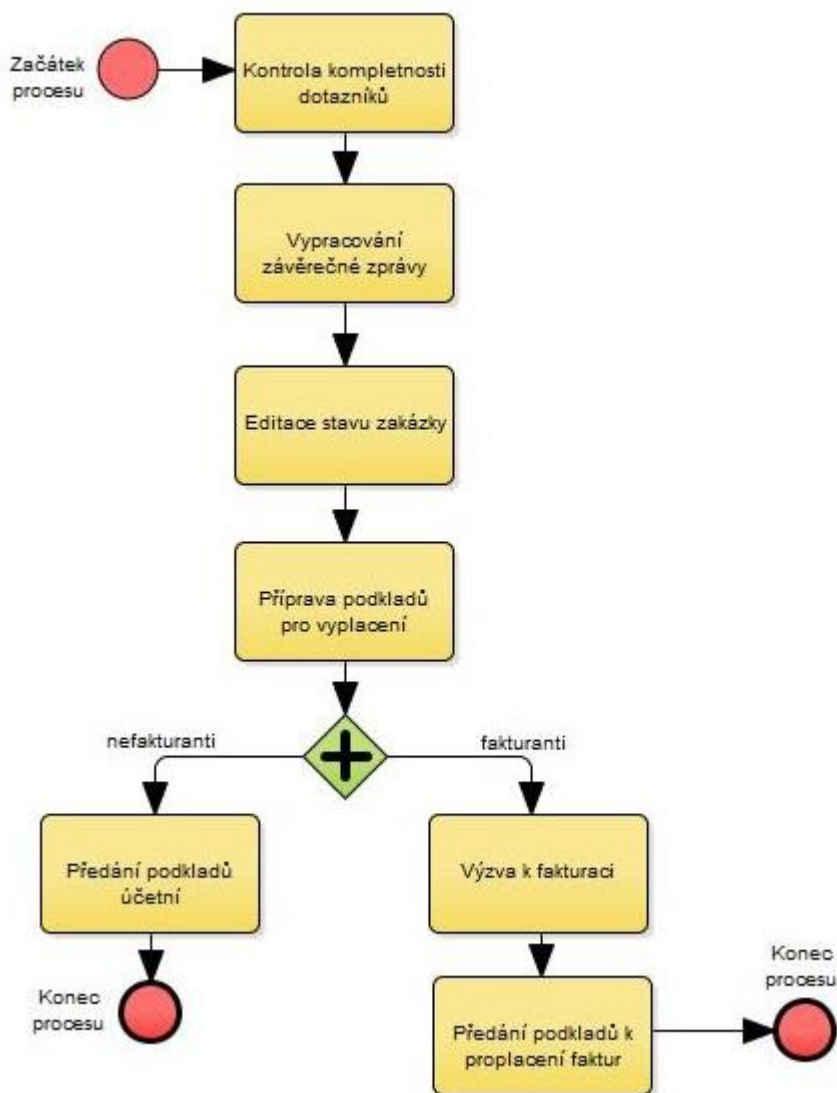 Začátek
procesu
Kontrola kompletnosti
dotazníků
Vypracování
závěrečné zprávy
Editace stavu zakázky
Příprava podkladů
pro vyplacení
nefakturanti
fakturanti
Předání podkladů
účetní
Výzva k fakturaci
Konec
procesu
Předání podkladů k
proplacení faktur
Konec
procesu